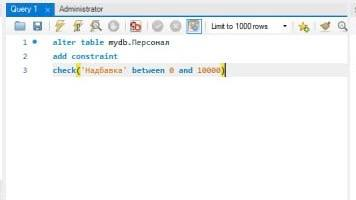 Query 1 Administrator
Limit to 1000 rows
1 alter table mydb.Персонал
2 add constraint
3 check('Надбавка' between 0 and 10000)